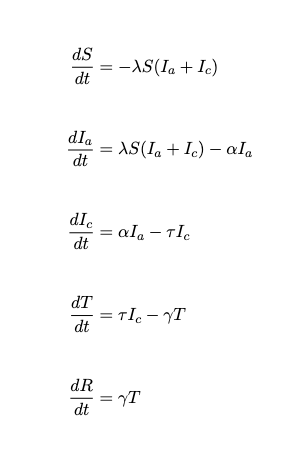 dS/dt = −λS(I_a + I_c)
dI_a/dt = λS(I_a + I_c) − αI_a
dI_c/dt = αI_a − τI_c
dT/dt = τI_c − γT
dR/dt = γT